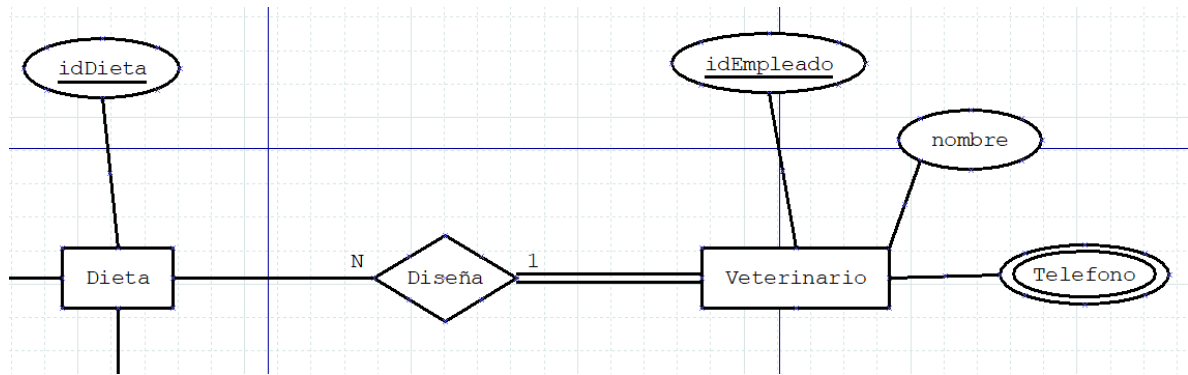 idDieta
idEmpleado
nombre
N
1
Dieta
Diseña
Veterinario
Telefono